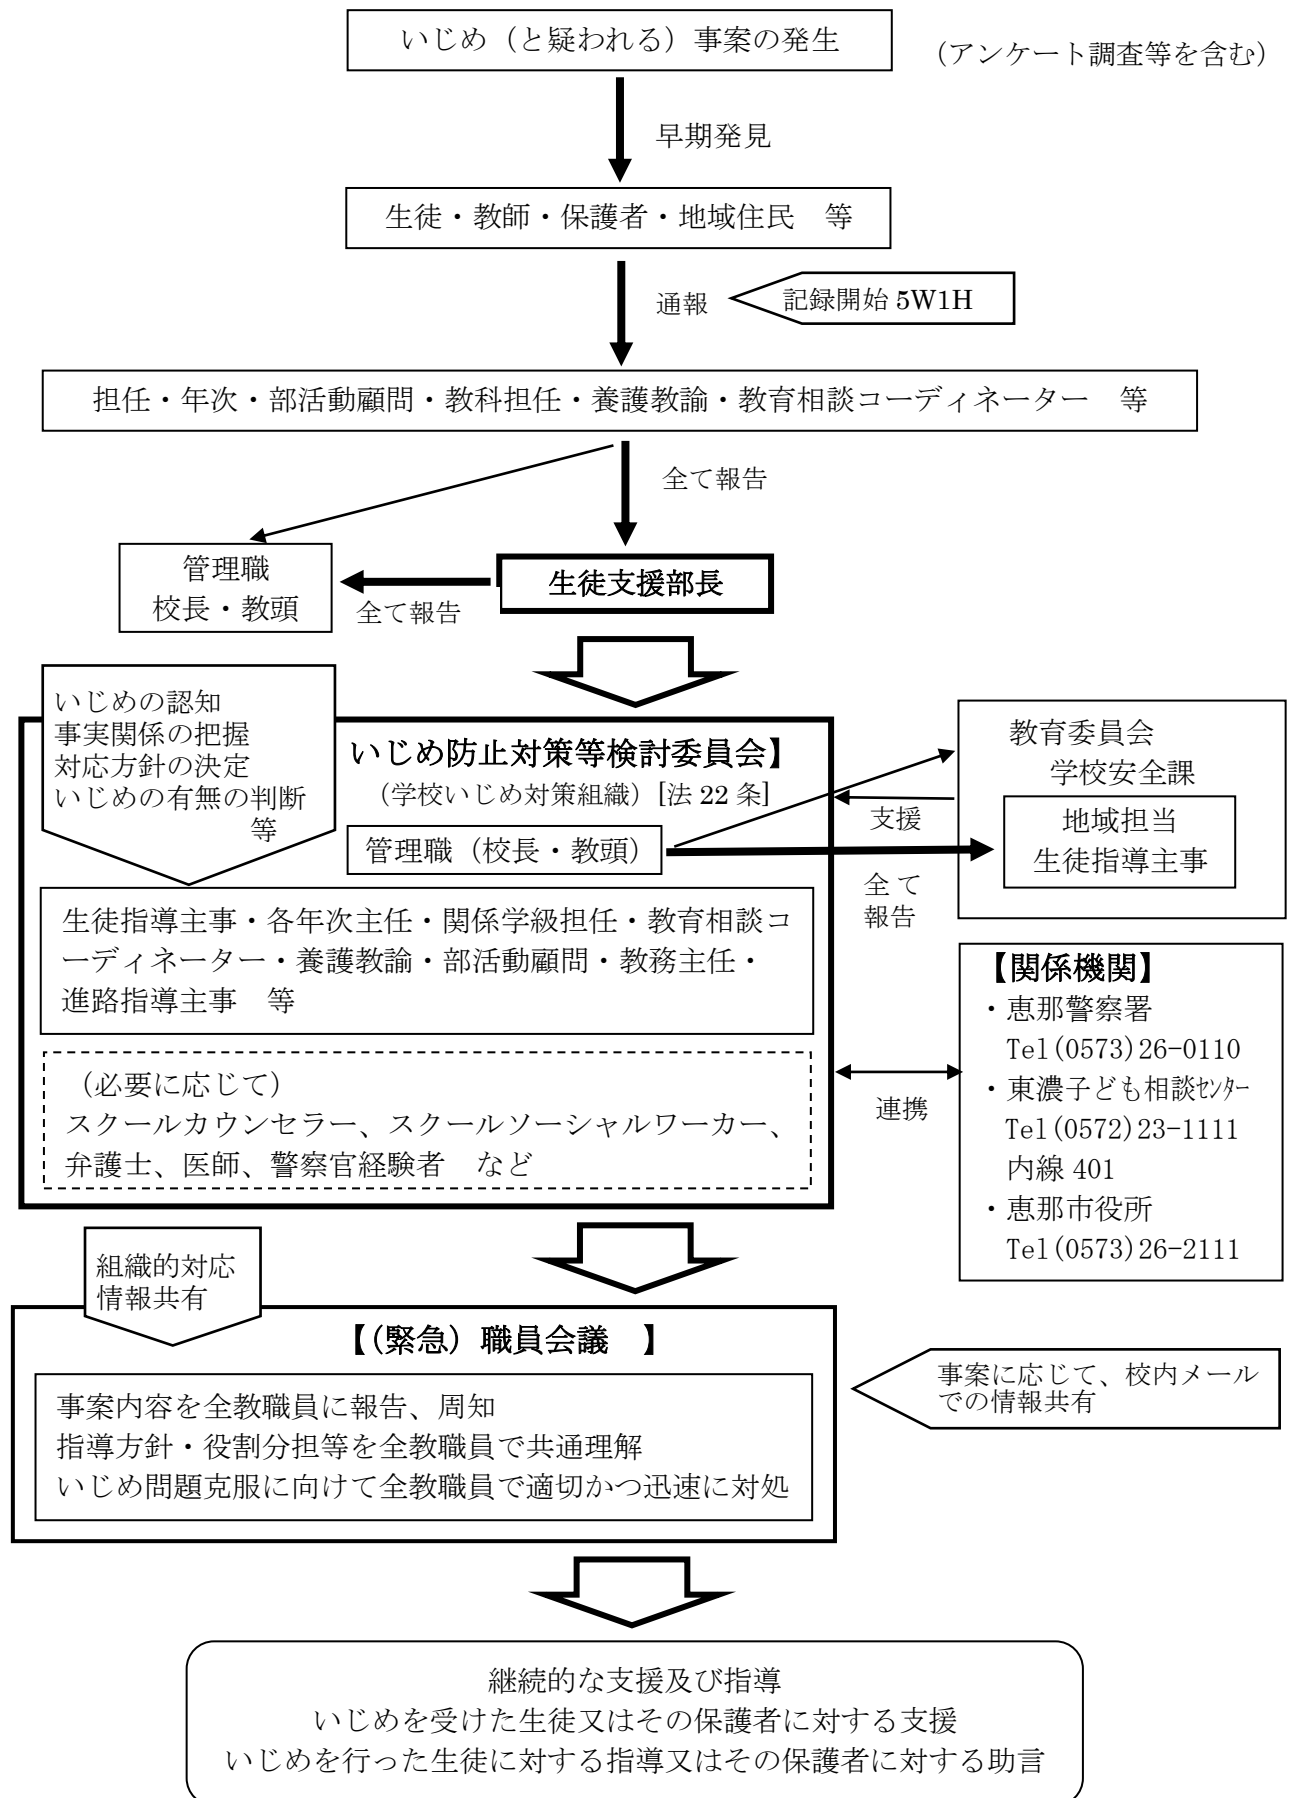 いじめ（と疑われる）事案の発生
（アンケート調査等を含む）
早期発見
生徒・教師・保護者・地域住民　等
通報
記録開始 5W1H
担任・年次・部活動顧問・教科担任・養護教諭・教育相談コーディネーター　等
全て報告
管理職
校長・教頭
全て報告
生徒支援部長
いじめの認知
事実関係の把握
対応方針の決定
いじめの有無の判断
等
いじめ防止対策等検討委員会】
（学校いじめ対策組織）[法 22 条]
管理職（校長・教頭）
教育委員会
学校安全課
支援
地域担当
生徒指導主事
全て
報告
生徒指導主事・各年次主任・関係学級担任・教育相談コ
ーディネーター・養護教諭・部活動顧問・教務主任・
進路指導主事　等
（必要に応じて）
スクールカウンセラー、スクールソーシャルワーカー、
弁護士、医師、警察官経験者　など
連携
【関係機関】
・恵那警察署
Tel(0573)26-0110
・東濃子ども相談ｾﾝﾀｰ
Tel(0572)23-1111
内線 401
・恵那市役所
Tel(0573)26-2111
組織的対応
情報共有
【（緊急）職員会議　】
事案内容を全教職員に報告、周知
指導方針・役割分担等を全教職員で共通理解
いじめ問題克服に向けて全教職員で適切かつ迅速に対処
事案に応じて、校内メール
での情報共有
継続的な支援及び指導
いじめを受けた生徒又はその保護者に対する支援
いじめを行った生徒に対する指導又はその保護者に対する助言